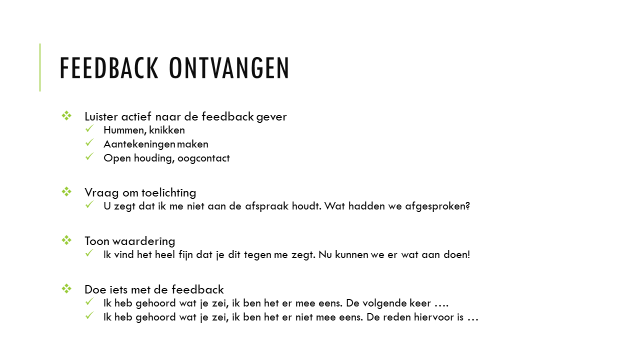 FEEDBACK ONTVANGEN
Luister actief naar de feedback gever
Hummen, knikken
Aantekeningen maken
Open houding, oogcontact
Vraag om toelichting
U zegt dat ik me niet aan de afspraak houdt. Wat hadden we afgesproken?
Toon waardering
Ik vind het heel fijn dat je dit tegen me zegt. Nu kunnen we er wat aan doen!
Doe iets met de feedback
Ik heb gehoord wat je zei, ik ben het er mee eens. De volgende keer ….
Ik heb gehoord wat je zei, ik ben het er niet mee eens. De reden hiervoor is …